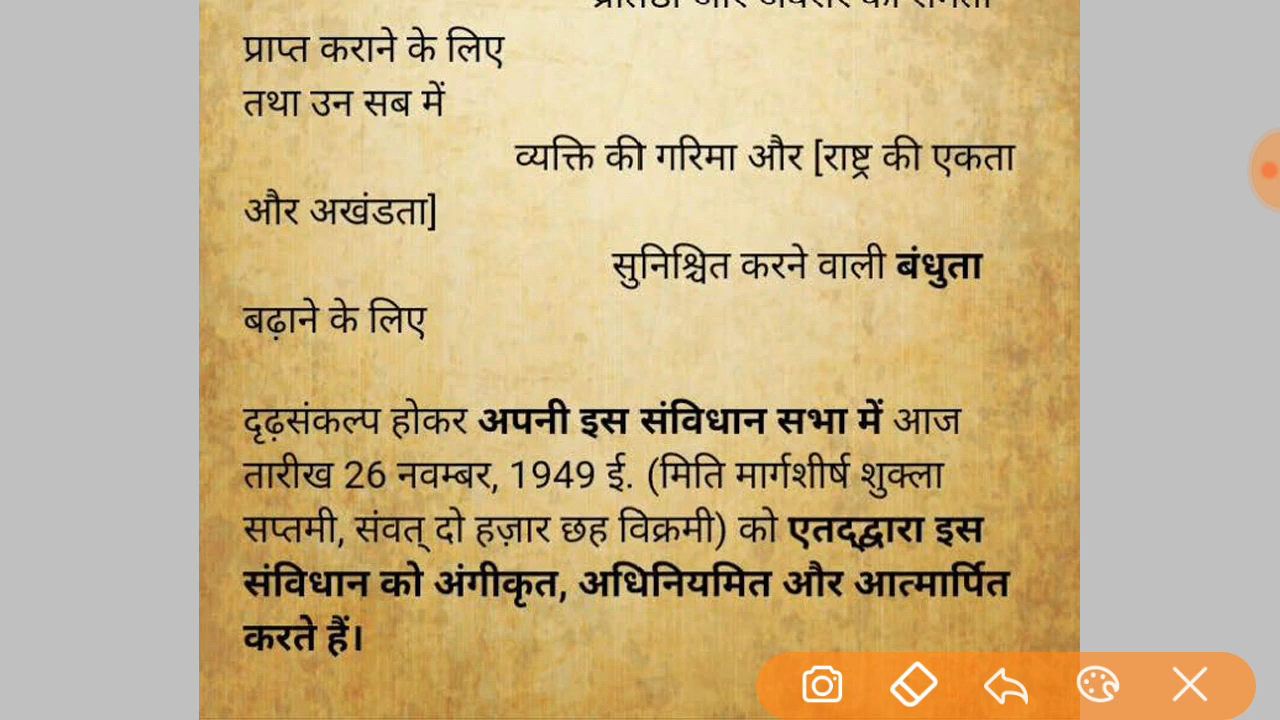 प्राप्त कराने के लिए
तथा उन सब में
व्यक्ति की गरिमा और [राष्ट्र की एकता
और अखंडता]
सुनिश्चित करने वाली बंधुता
बढ़ाने के लिए
दृढ़संकल्प होकर अपनी इस संविधान सभा में आज
तारीख 26 नवम्बर, 1949 ई. (मिति मार्गशीर्ष शुक्ला
सप्तमी, संवत् दो हज़ार छह विक्रमी) को एतद्द्वारा इस
संविधान को अंगीकृत, अधिनियमित और आत्मार्पित
करते हैं।